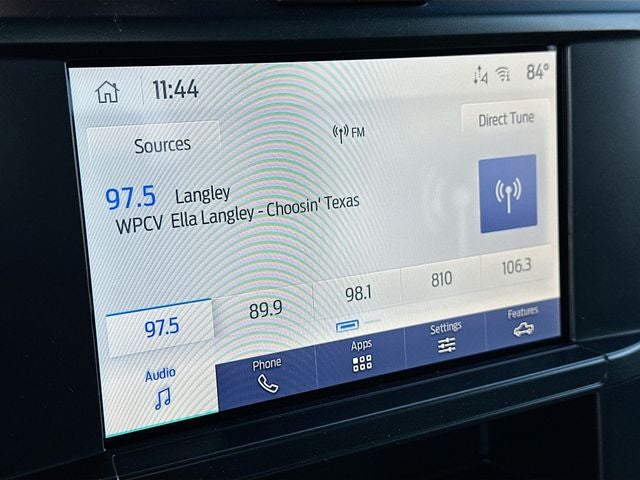 11:44
84°
Sources
FM
Direct Tune
97.5 Langley
WPCV Ella Langley - Choosin' Texas
97.5
89.9
98.1
810
106.3
Audio
Phone
Apps
Settings
Features